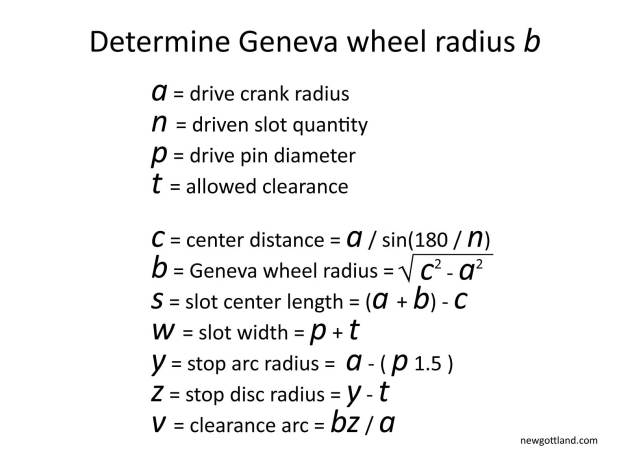 Determine Geneva wheel radius b
a = drive crank radius
n = driven slot quantity
p = drive pin diameter
t = allowed clearance
c = center distance = a / sin(180 / n)
b = Geneva wheel radius = √ c² - a²
s = slot center length = (a + b) - c
w = slot width = p + t
y = stop arc radius = a - ( p 1.5 )
z = stop disc radius = y - t
v = clearance arc = bz / a
newgottland.com